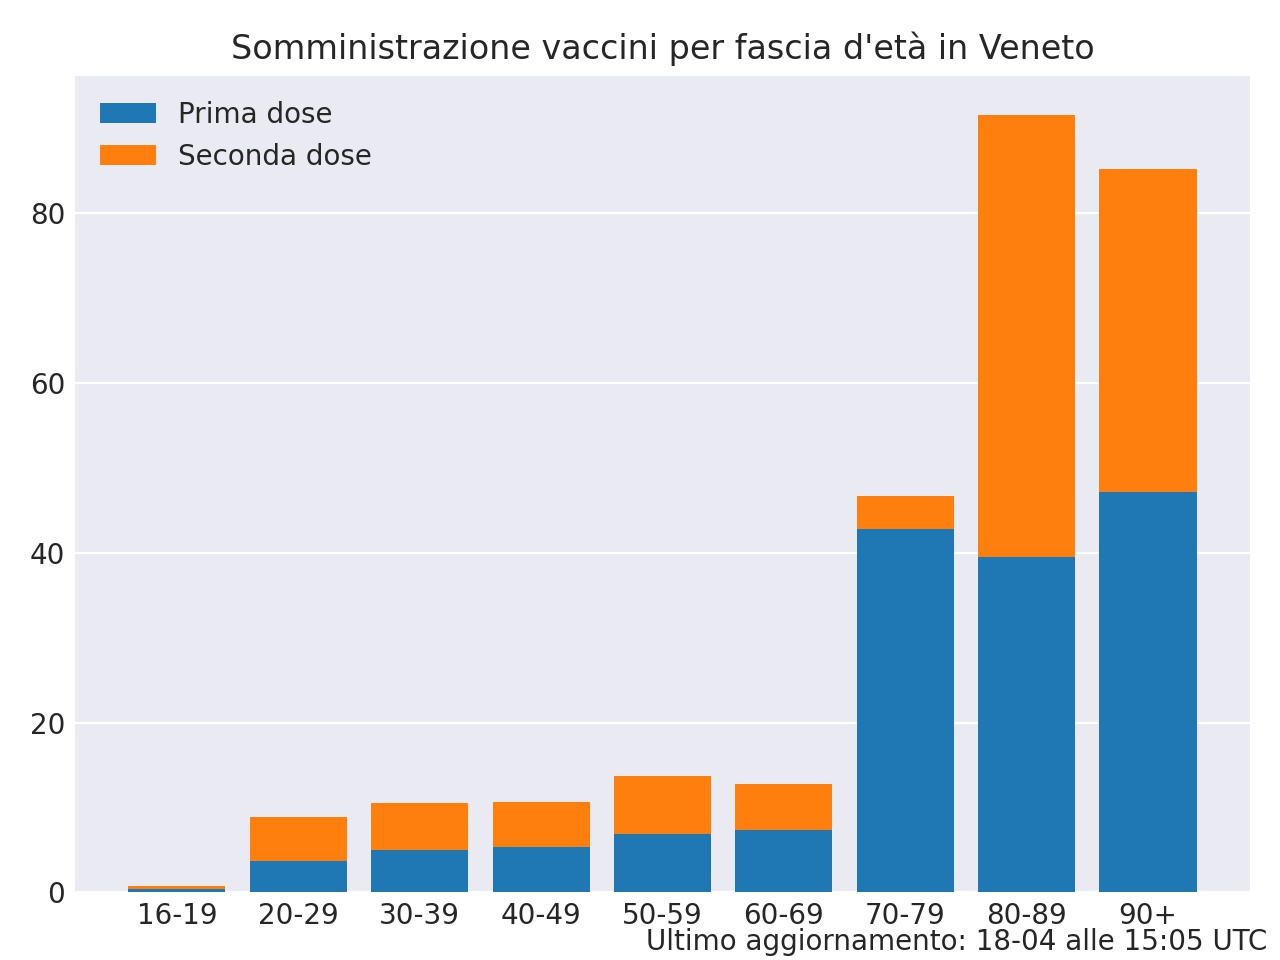 Somministrazione vaccini per fascia d'età in Veneto
Prima dose
Seconda dose
80
60
40
20
0
16-19 20-29 30-39 40-49 50-59 60-69 70-79 80-89 90+
Ultimo aggiornamento: 18-04 alle 15:05 UTC